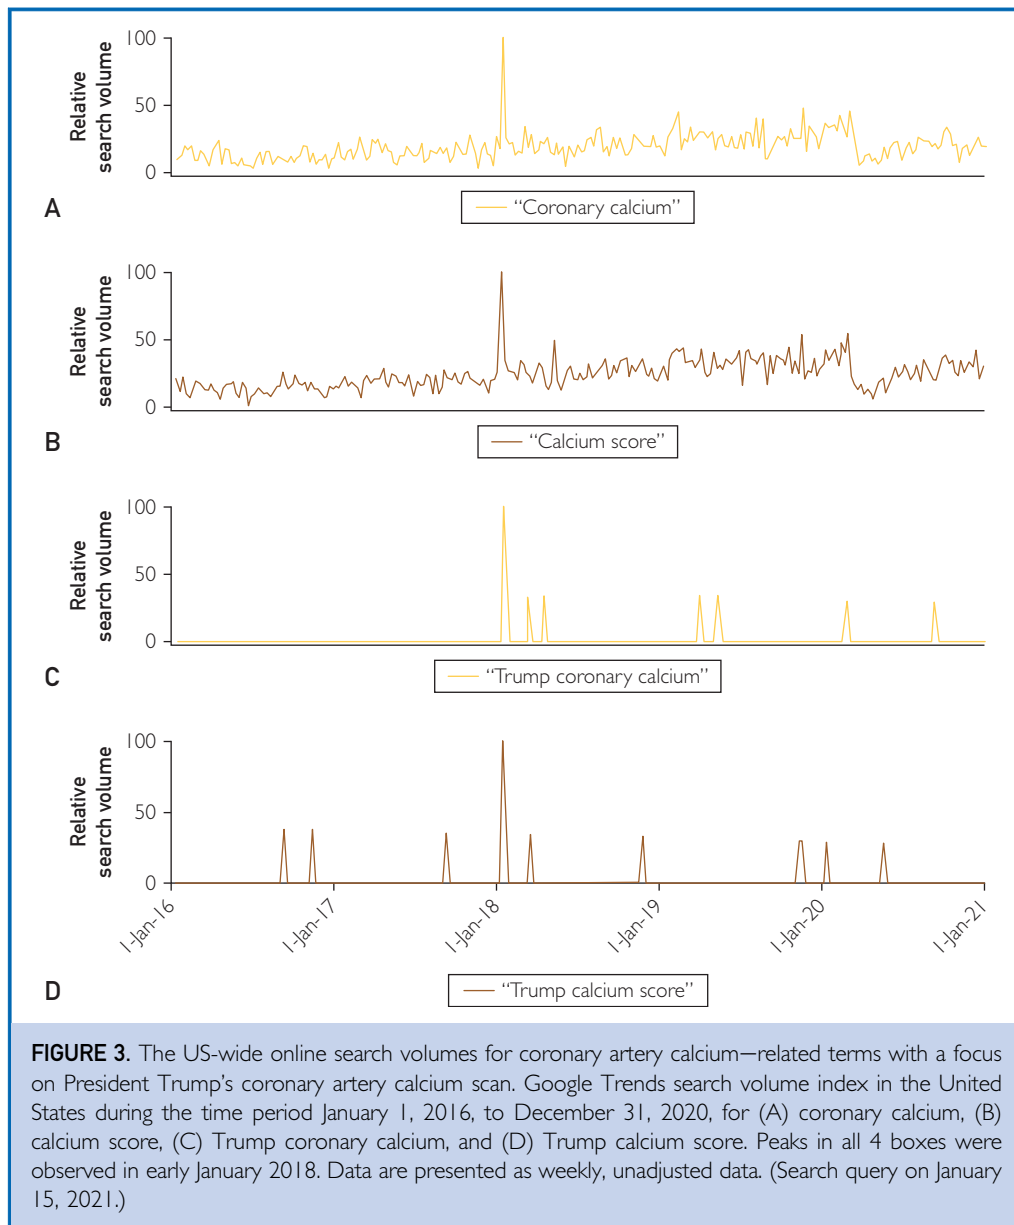 100
50
0
Relative
search volume
A
“Coronary calcium”
100
50
0
Relative
search volume
B
“Calcium score”
100
50
0
Relative
search volume
C
“Trump coronary calcium”
100
50
0
Relative
search volume
1-Jan-16
1-Jan-17
1-Jan-18
1-Jan-19
1-Jan-20
1-Jan-21
D
“Trump calcium score”
FIGURE 3. The US-wide online search volumes for coronary artery calcium—related terms with a focus
on President Trump’s coronary artery calcium scan. Google Trends search volume index in the United
States during the time period January 1, 2016, to December 31, 2020, for (A) coronary calcium, (B)
calcium score, (C) Trump coronary calcium, and (D) Trump calcium score. Peaks in all 4 boxes were
observed in early January 2018. Data are presented as weekly, unadjusted data. (Search query on January
15, 2021.)